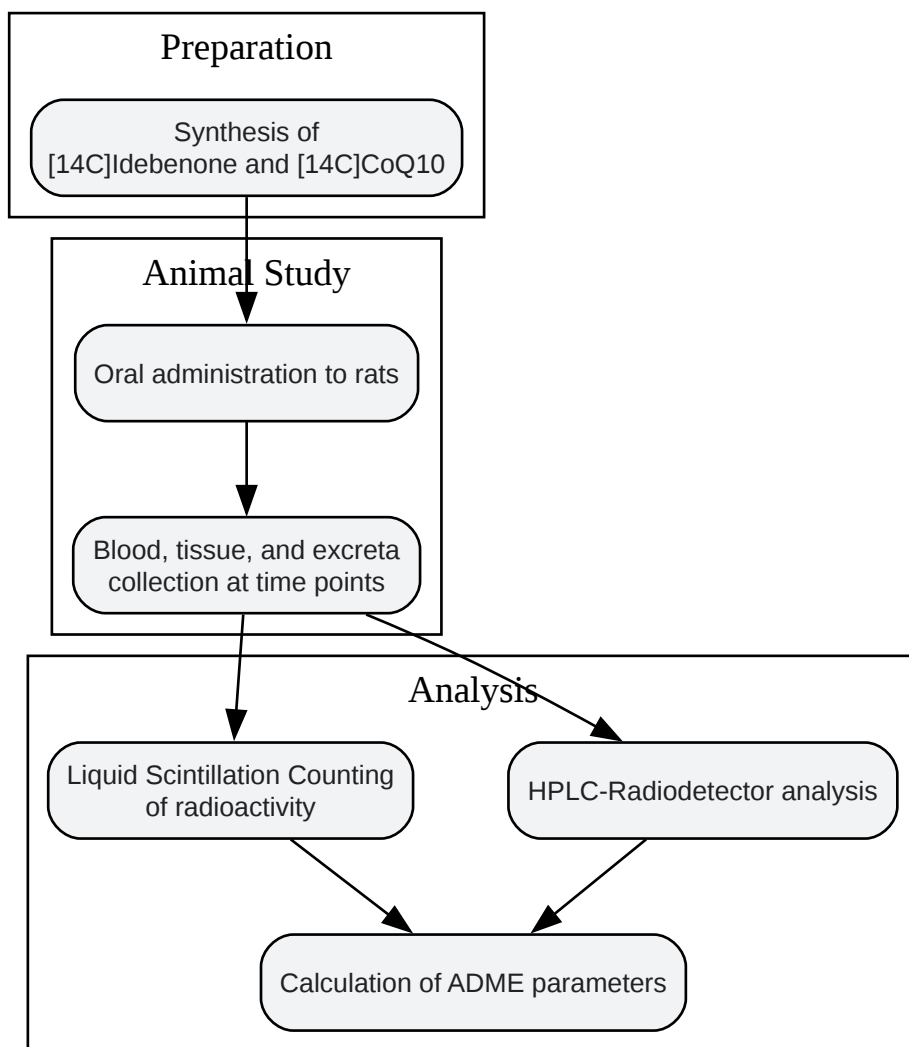 Preparation
Synthesis of
[14C]Idebenone and [14C]CoQ10
Animal Study
Oral administration to rats
Blood, tissue, and excreta
collection at time points
Analysis
Liquid Scintillation Counting
of radioactivity
HPLC-Radiodetector analysis
Calculation of ADME parameters